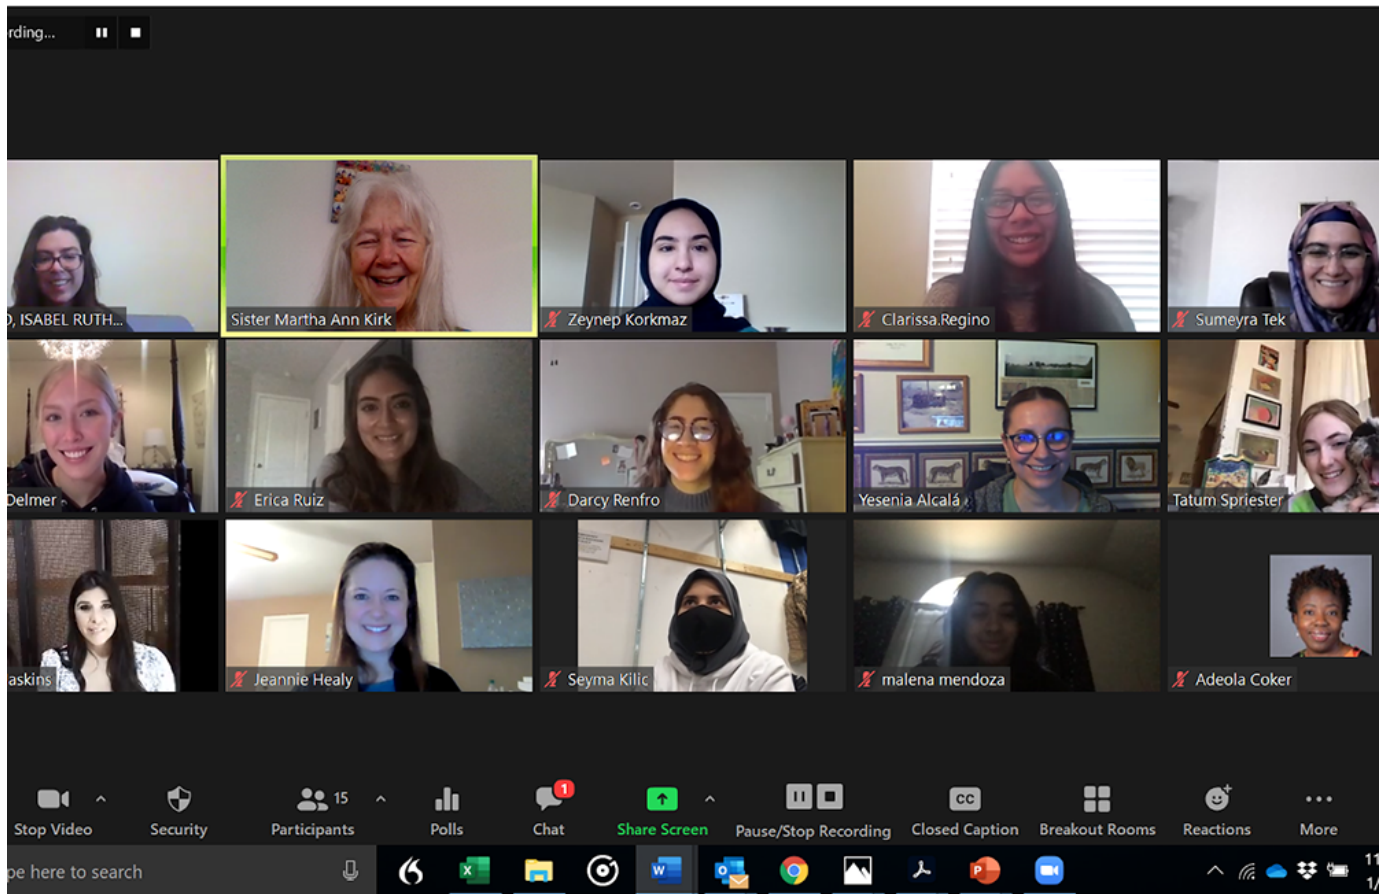 rding...
, ISABEL RUTH...
Sister Martha Ann Kirk
Zeynep Korkmaz
Clarissa.Regino
Sumeyra Tek
Delmer
Erica Ruiz
Darcy Renfro
Yesenia Alcalá
Tatum Spriester
askins
Jeannie Healy
Seyma Kilic
malena mendoza
Adeola Coker
15
1
CC
Stop Video
Security
Participants
Polls
Chat
Share Screen
Pause/Stop Recording
Closed Caption
Breakout Rooms
Reactions
More
pe here to search
11
1/